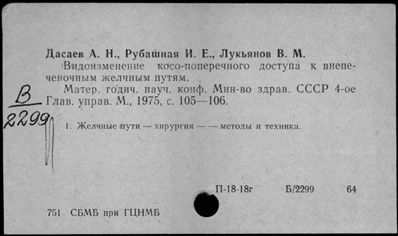 Дасаев А. Н., Рубашная И. Е., Лукьянов В. М.
Видоизменение косо-поперечного доступа к внепе-
ченочным желчным путям.
Матер. годич. науч. конф. Мин-во здрав. СССР 4-ое
Глав. управ. М., 1975, с. 105—106.
В
2299
1. Желчные пути — хирургия — — методы и техника.
П-18-18г Б/2299 64
751 СБМБ при ГЦНМБ